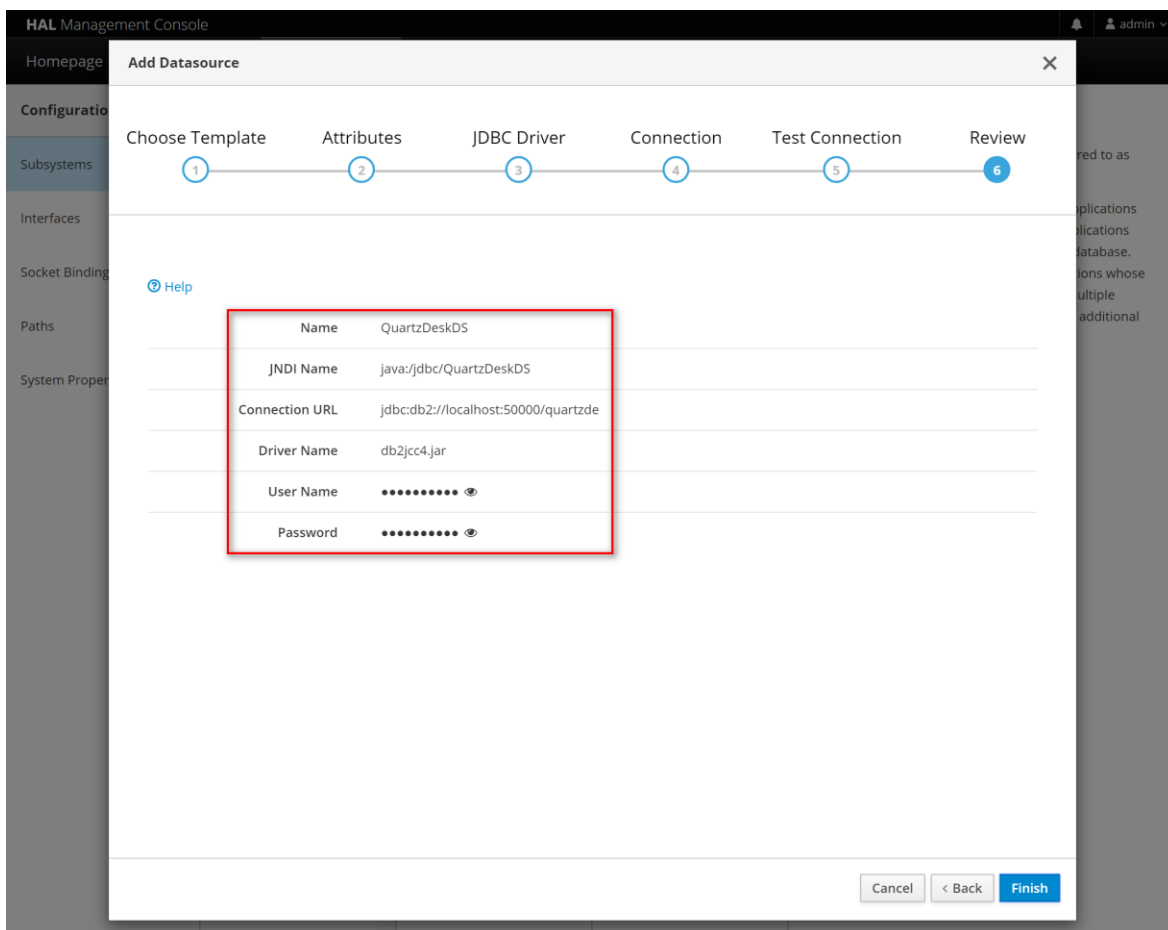 HAL Management Console
admin
Homepage
Add Datasource
Configuratio
Choose Template Attributes JDBC Driver Connection Test Connection Review
1 2 3 4 5 6
Subsystems
red to as
Interfaces
pplications
plications
database.
Socket Binding
ions whose
Help
ultiple
Paths
additional
Name QuartzDeskDS
JNDI Name java:/jdbc/QuartzDeskDS
System Proper
Connection URL jdbc:db2://localhost:50000/quartzde
Driver Name db2jcc4.jar
User Name ••••••••••
Password ••••••••••
Cancel < Back Finish